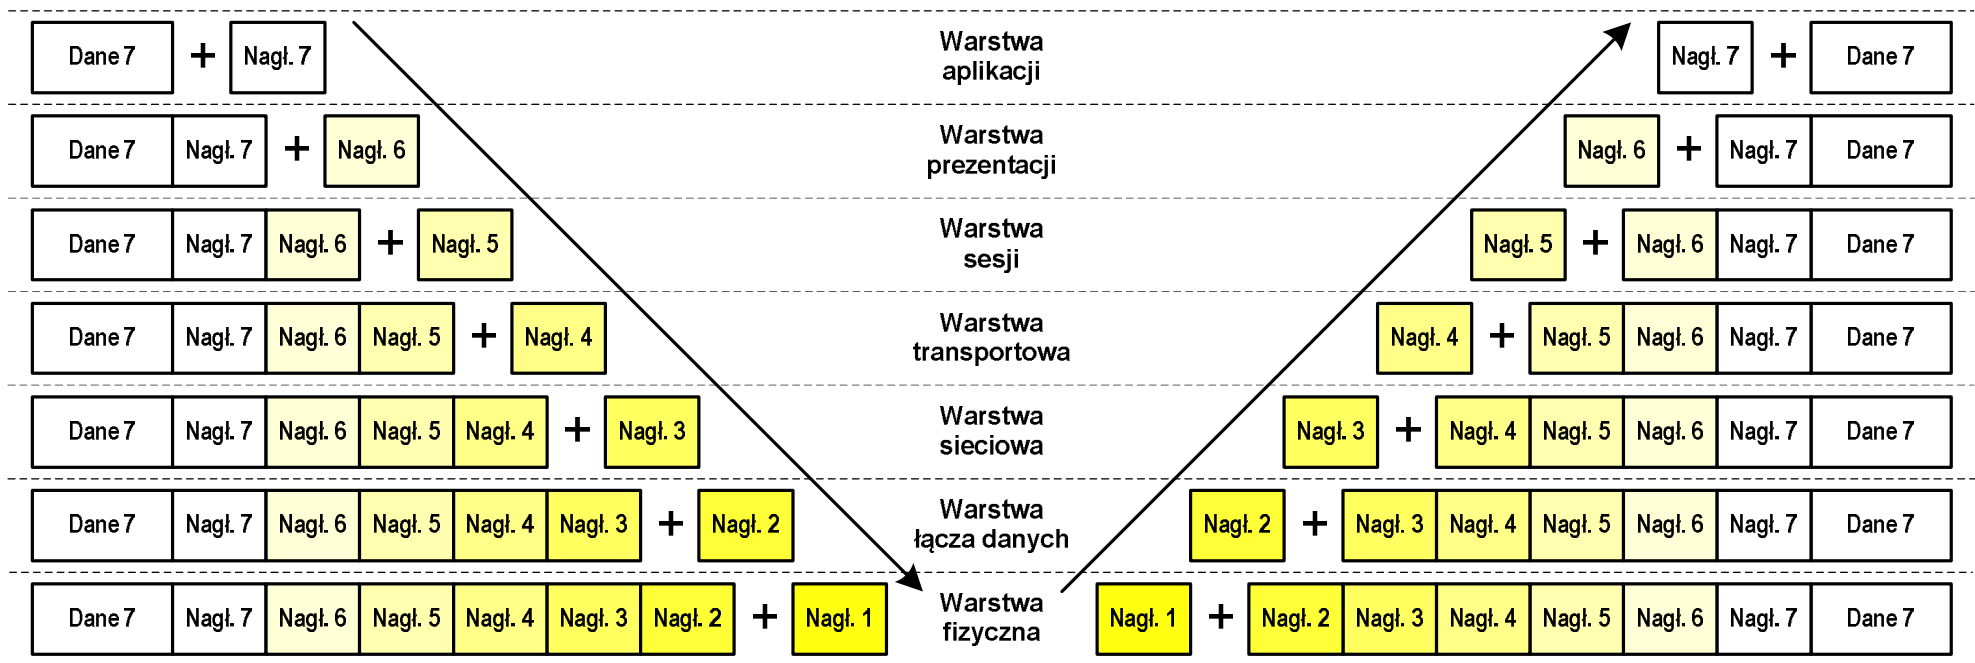 Dane 7 + Nagł. 7 Warstwa aplikacji Nagł. 7 + Dane 7
Dane 7 Nagł. 7 + Nagł. 6 Warstwa prezentacji Nagł. 6 + Nagł. 7 Dane 7
Dane 7 Nagł. 7 Nagł. 6 + Nagł. 5 Warstwa sesji Nagł. 5 + Nagł. 6 Nagł. 7 Dane 7
Dane 7 Nagł. 7 Nagł. 6 Nagł. 5 + Nagł. 4 Warstwa transportowa Nagł. 4 + Nagł. 5 Nagł. 6 Nagł. 7 Dane 7
Dane 7 Nagł. 7 Nagł. 6 Nagł. 5 Nagł. 4 + Nagł. 3 Warstwa sieciowa Nagł. 3 + Nagł. 4 Nagł. 5 Nagł. 6 Nagł. 7 Dane 7
Dane 7 Nagł. 7 Nagł. 6 Nagł. 5 Nagł. 4 Nagł. 3 + Nagł. 2 Warstwa łącza danych Nagł. 2 + Nagł. 3 Nagł. 4 Nagł. 5 Nagł. 6 Nagł. 7 Dane 7
Dane 7 Nagł. 7 Nagł. 6 Nagł. 5 Nagł. 4 Nagł. 3 Nagł. 2 + Nagł. 1 Warstwa fizyczna Nagł. 1 + Nagł. 2 Nagł. 3 Nagł. 4 Nagł. 5 Nagł. 6 Nagł. 7 Dane 7